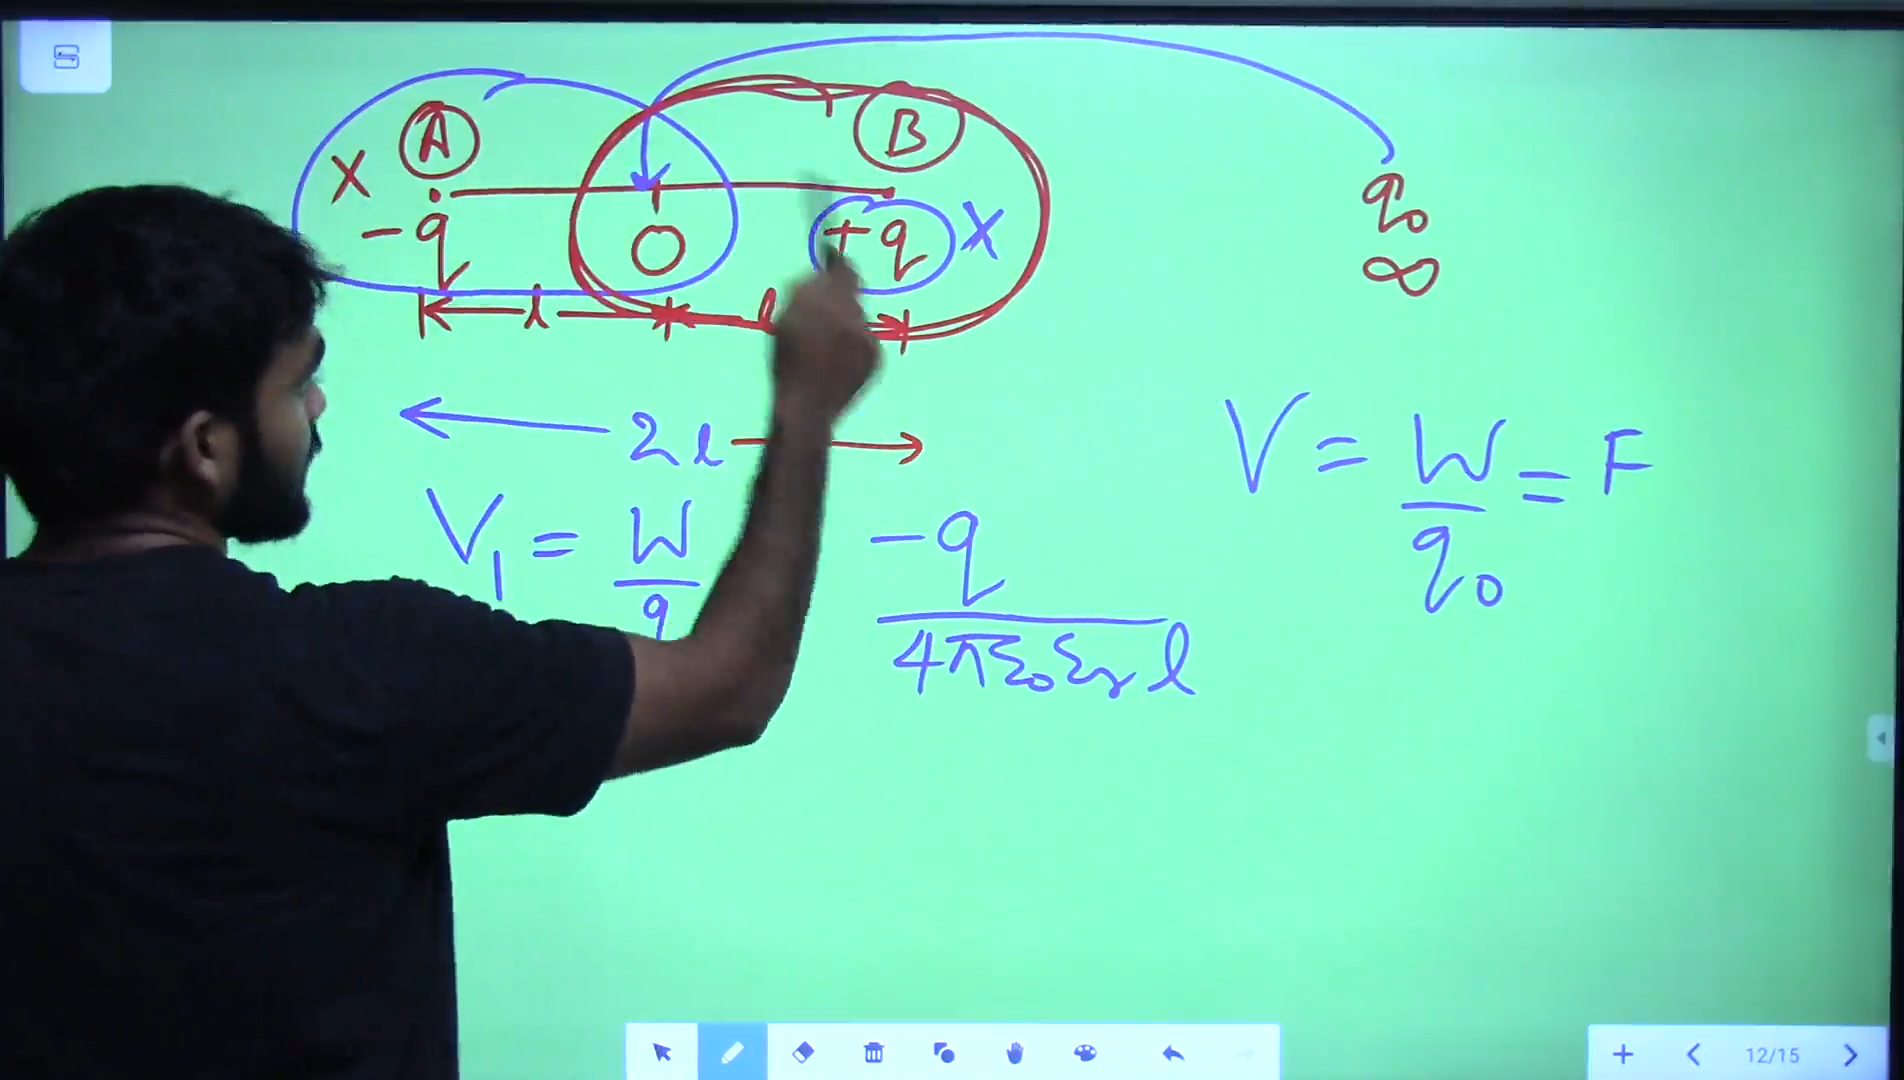 A B
X -q O +q X q₀
l l ∞
2l
V = W/q₀ = F
V₁ = W/q -q/4πε₀εᵣl
12/15